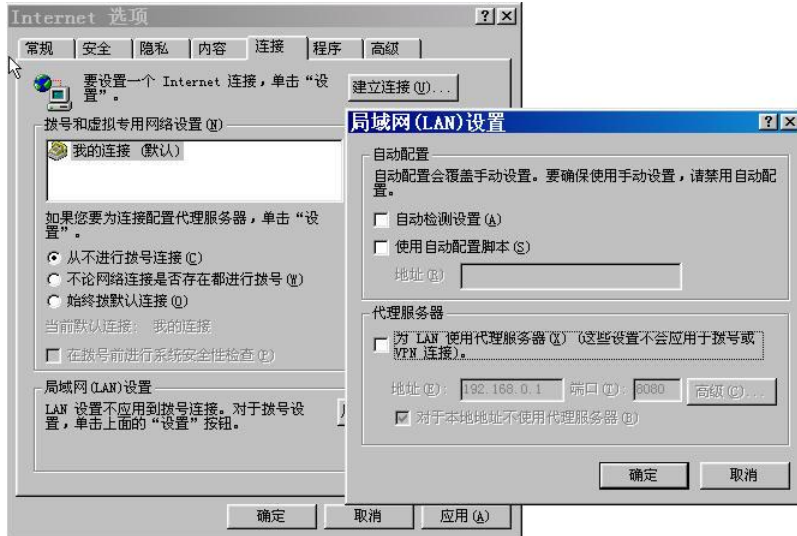 Internet 选项
常规
安全
隐私
内容
连接
程序
高级
要设置一个 Internet 连接，单击“设
置”。
建立连接(U)...
拨号和虚拟专用网络设置(N)
我的连接 (默认)
如果您要为连接配置代理服务器，单击“设
置”。
从不进行拨号连接(C)
不论网络连接是否存在都进行拨号(W)
始终拨默认连接(O)
当前默认连接: 我的连接
在拨号前进行系统安全性检查(P)
局域网(LAN)设置
LAN 设置不应用到拨号连接。对于拨号设
置，单击上面的“设置”按钮。
确定
取消
应用(A)
局域网(LAN)设置
自动配置
自动配置会覆盖手动设置。要确保使用手动设置，请禁用自动配
置。
自动检测设置(A)
使用自动配置脚本(S)
地址(R)
代理服务器
为 LAN 使用代理服务器(X) (这些设置不会应用于拨号或
VPN 连接)。
地址(E): 192.168.0.1 端口(T): 8080 高级(C)...
对于本地地址不使用代理服务器(B)
确定
取消